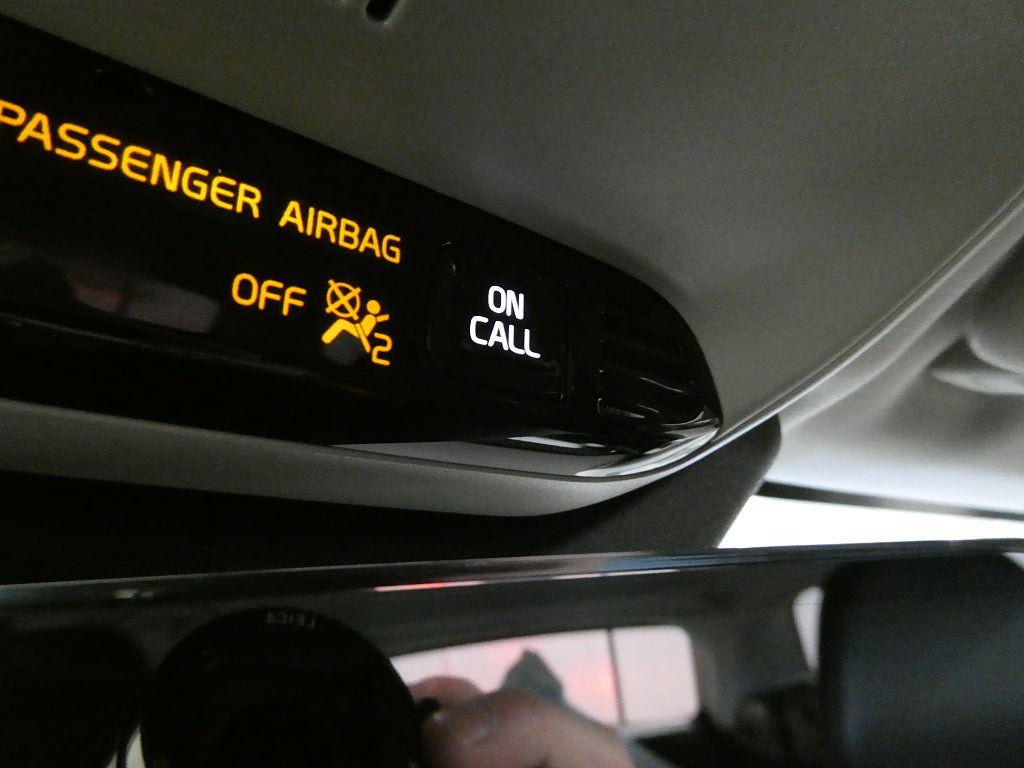 PASSENGER AIRBAG
OFF 2
ON
CALL
LEICA